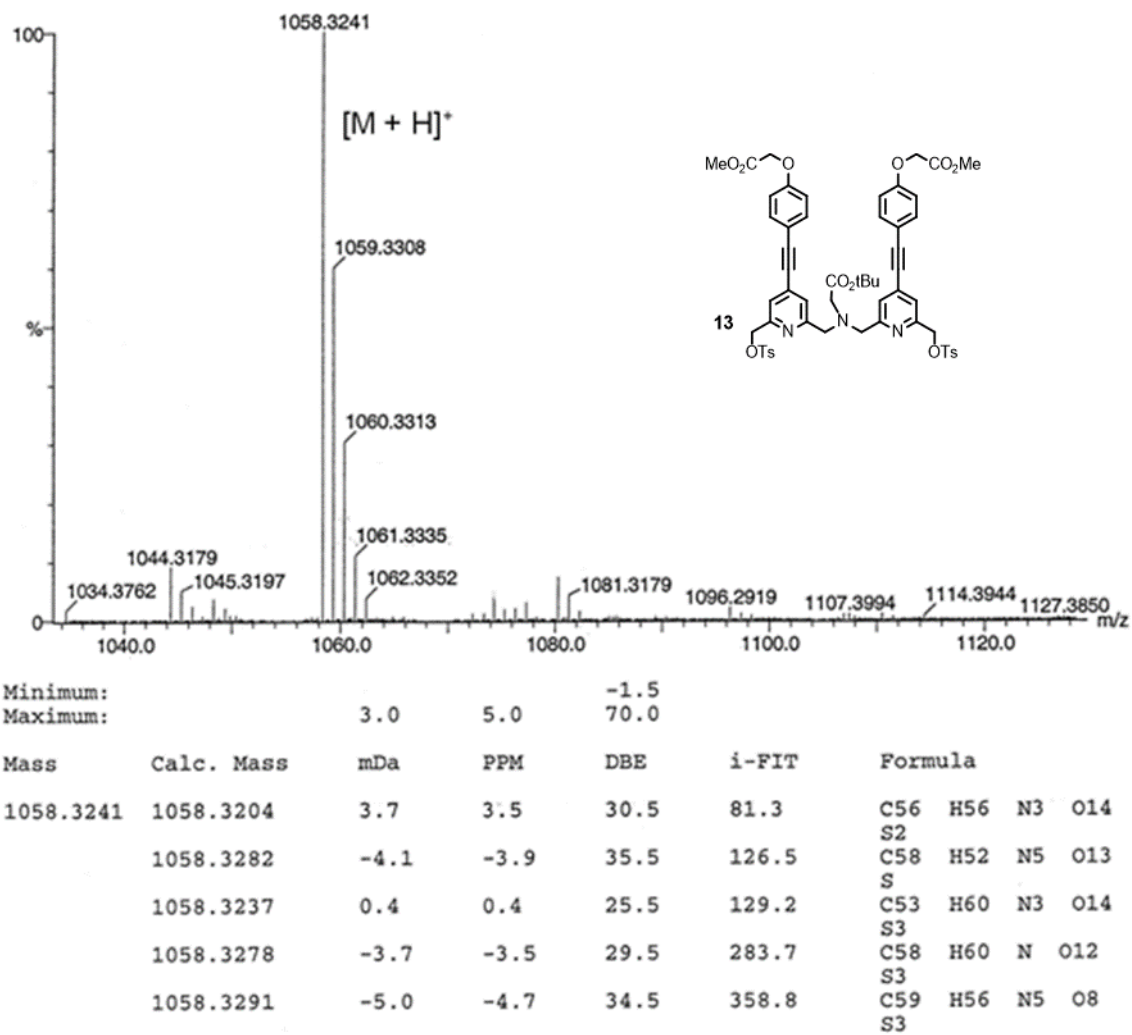 1058.3241
100
[M + H]+
MeO2C O O CO2Me
1059.3308
%
CO2tBu
1060.3313
13 N N N
OTs OTs
1061.3335
1044.3179
1034.3762 1045.3197 1062.3352 1081.3179 1096.2919 1107.3994 1114.3944 1127.3850
0 m/z
1040.0 1060.0 1080.0 1100.0 1120.0
Minimum: -1.5
Maximum: 3.0 5.0 70.0
Mass Calc. Mass mDa PPM DBE i-FIT Formula
1058.3241 1058.3204 3.7 3.5 30.5 81.3 C56 H56 N3 O14
S2
1058.3282 -4.1 -3.9 35.5 126.5 C58 H52 N5 O13
S
1058.3237 0.4 0.4 25.5 129.2 C53 H60 N3 O14
S3
1058.3278 -3.7 -3.5 29.5 283.7 C58 H60 N O12
S3
1058.3291 -5.0 -4.7 34.5 358.8 C59 H56 N5 O8
S3